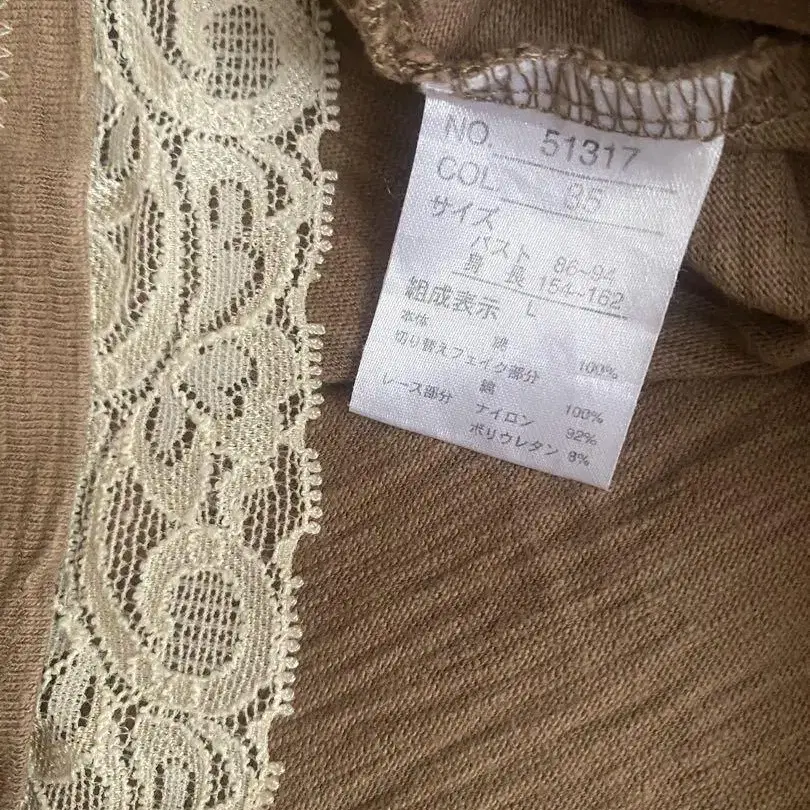 NO. 51317
COL. 35
サイズ
バスト 86~94
身 長 154~162
L
組成表示
本体
綿 100%
切り替えフェイク部分
綿 100%
レース部分 ナイロン 92%
ポリウレタン 8%